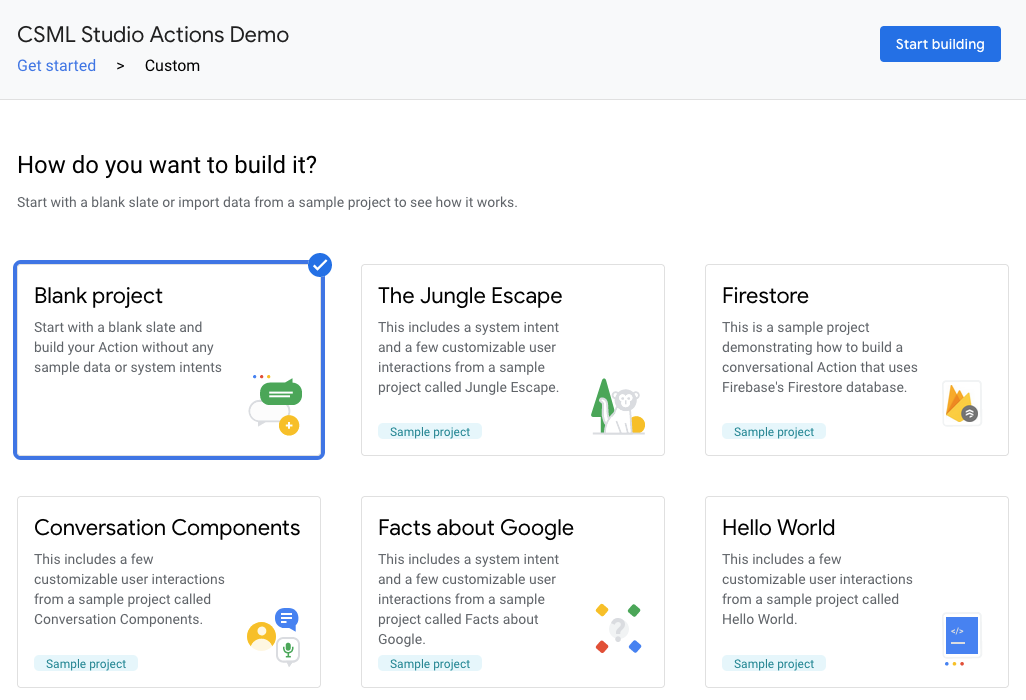 CSML Studio Actions Demo
Start building
Get started > Custom
How do you want to build it?
Start with a blank slate or import data from a sample project to see how it works.
Blank project
Start with a blank slate and
build your Action without any
sample data or system intents
The Jungle Escape
This includes a system intent
and a few customizable user
interactions from a sample
project called Jungle Escape.
Sample project
Firestore
This is a sample project
demonstrating how to build a
conversational Action that uses
Firebase's Firestore database.
Sample project
Conversation Components
This includes a few
customizable user interactions
from a sample project called
Conversation Components.
Sample project
Facts about Google
This includes a system intent
and a few customizable user
interactions from a sample
project called Facts about
Google.
?
Sample project
Hello World
This includes a few
customizable user interactions
from a sample project called
Hello World.
</>
Sample project